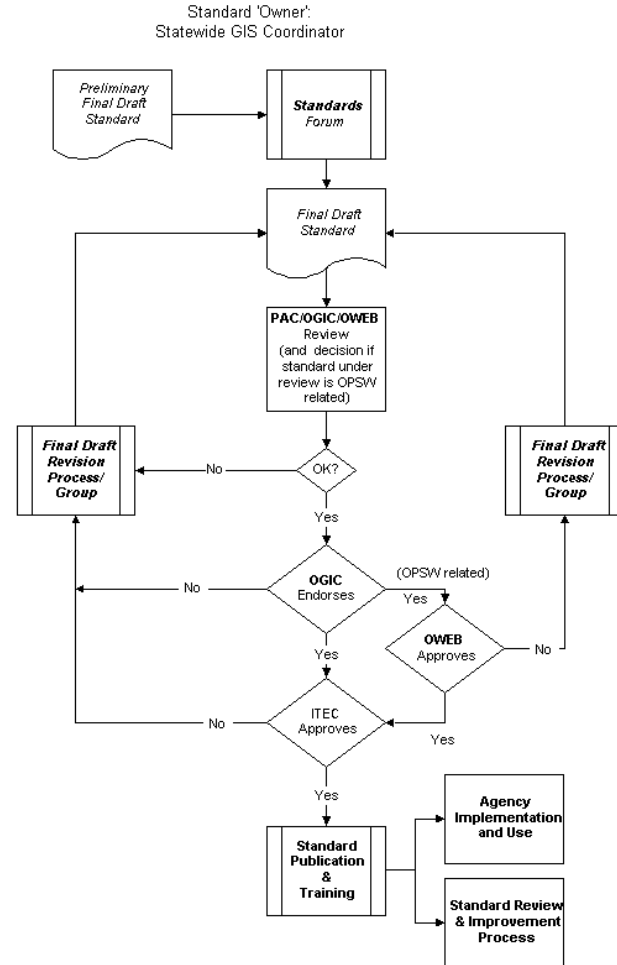 Standard 'Owner':
Statewide GIS Coordinator
Preliminary
Final Draft
Standard
Standards
Forum
Final Draft
Standard
PAC/OGIC/OWEB
Review
(and decision if
standard under
review is OPSW
related)
Final Draft
Revision
Process/
Group
Final Draft
Revision
Process/
Group
No
OK?
Yes
OGIC
Endorses
No
(OPSW related)
Yes
OWEB
Approves
No
Yes
ITEC
Approves
No
Yes
Yes
Standard
Publication
&
Training
Agency
Implementation
and Use
Standard Review
& Improvement
Process